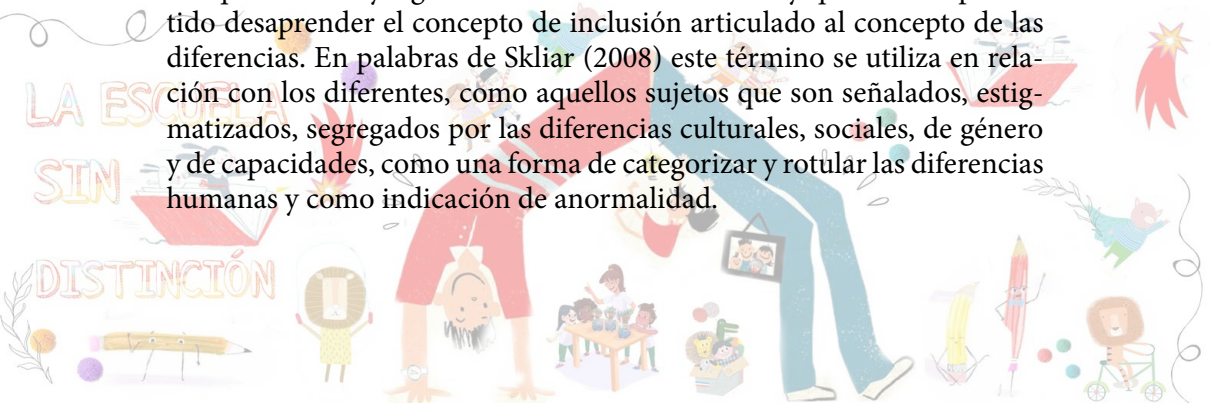 tido desaprender el concepto de inclusión articulado al concepto de las
diferencias. En palabras de Skliar (2008) este término se utiliza en rela-
ción con los diferentes, como aquellos sujetos que son señalados, estig-
matizados, segregados por las diferencias culturales, sociales, de género
y de capacidades, como una forma de categorizar y rotular las diferencias
humanas y como indicación de anormalidad.
LA ESCUELA
SIN
DISTINCIÓN